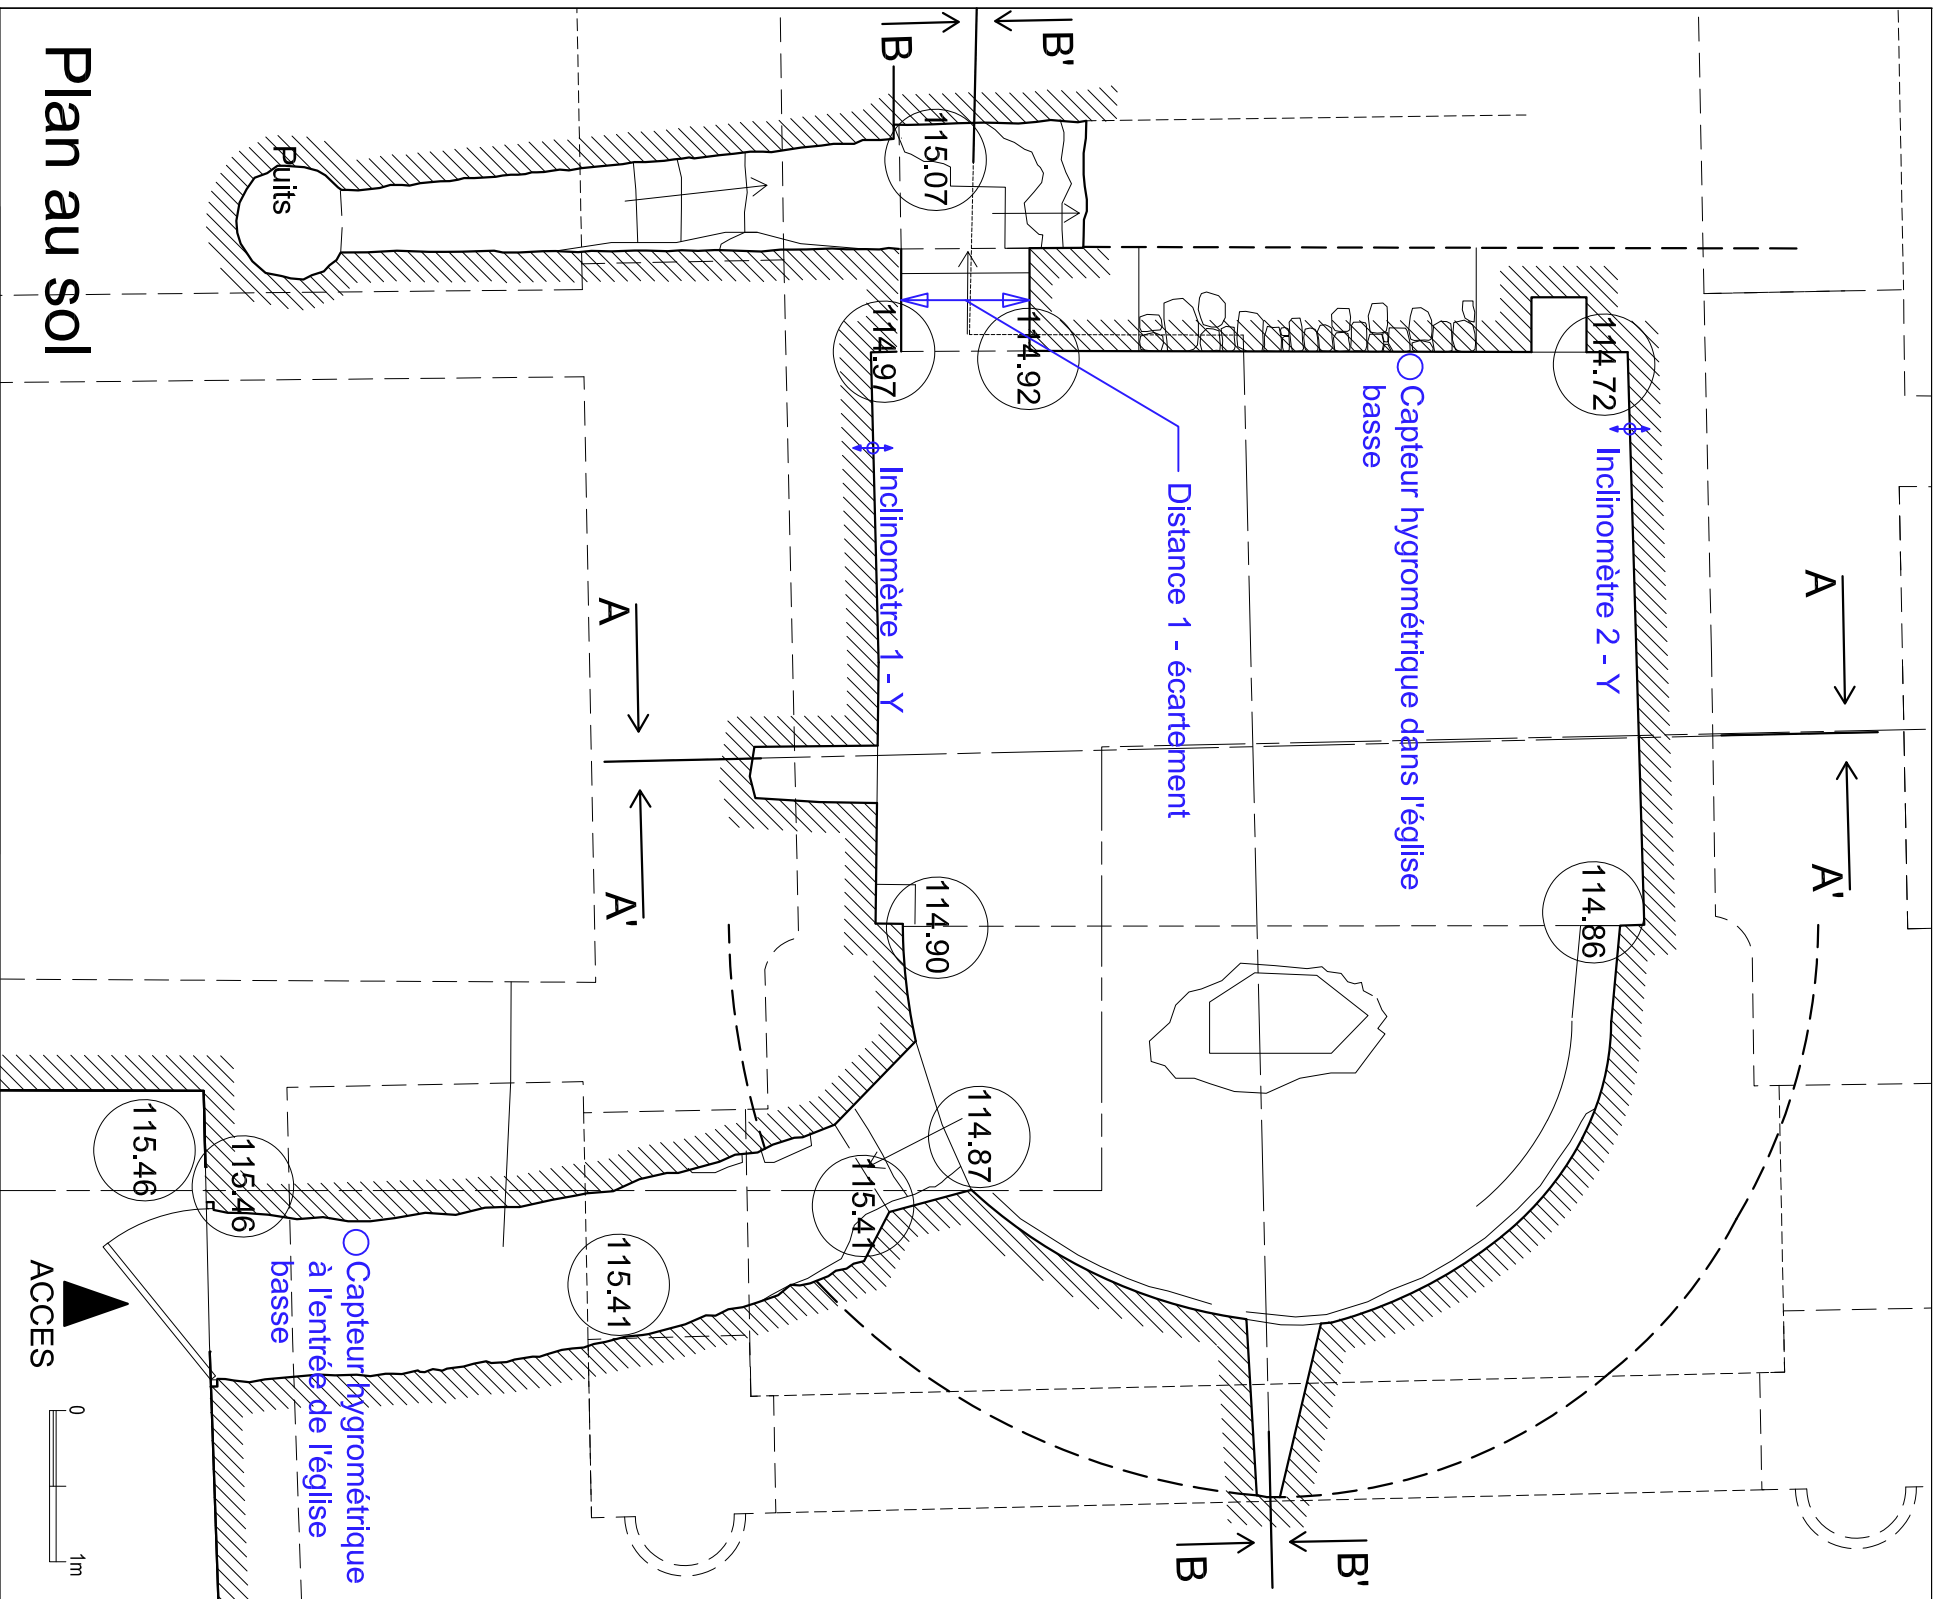 Plan au sol
B
B'
Puits
115.07
114.97
114.92
114.72
Capteur hygrométrique dans l'église
basse
Inclinomètre 2 - Y
Inclinomètre 1 - Y
Distance 1 - écartement
A
A
A'
A'
114.90
114.86
114.87
115.41
115.41
115.46
115.46
Capteur hygrométrique
à l'entrée de l'église
basse
ACCES
0
1m
B
B'